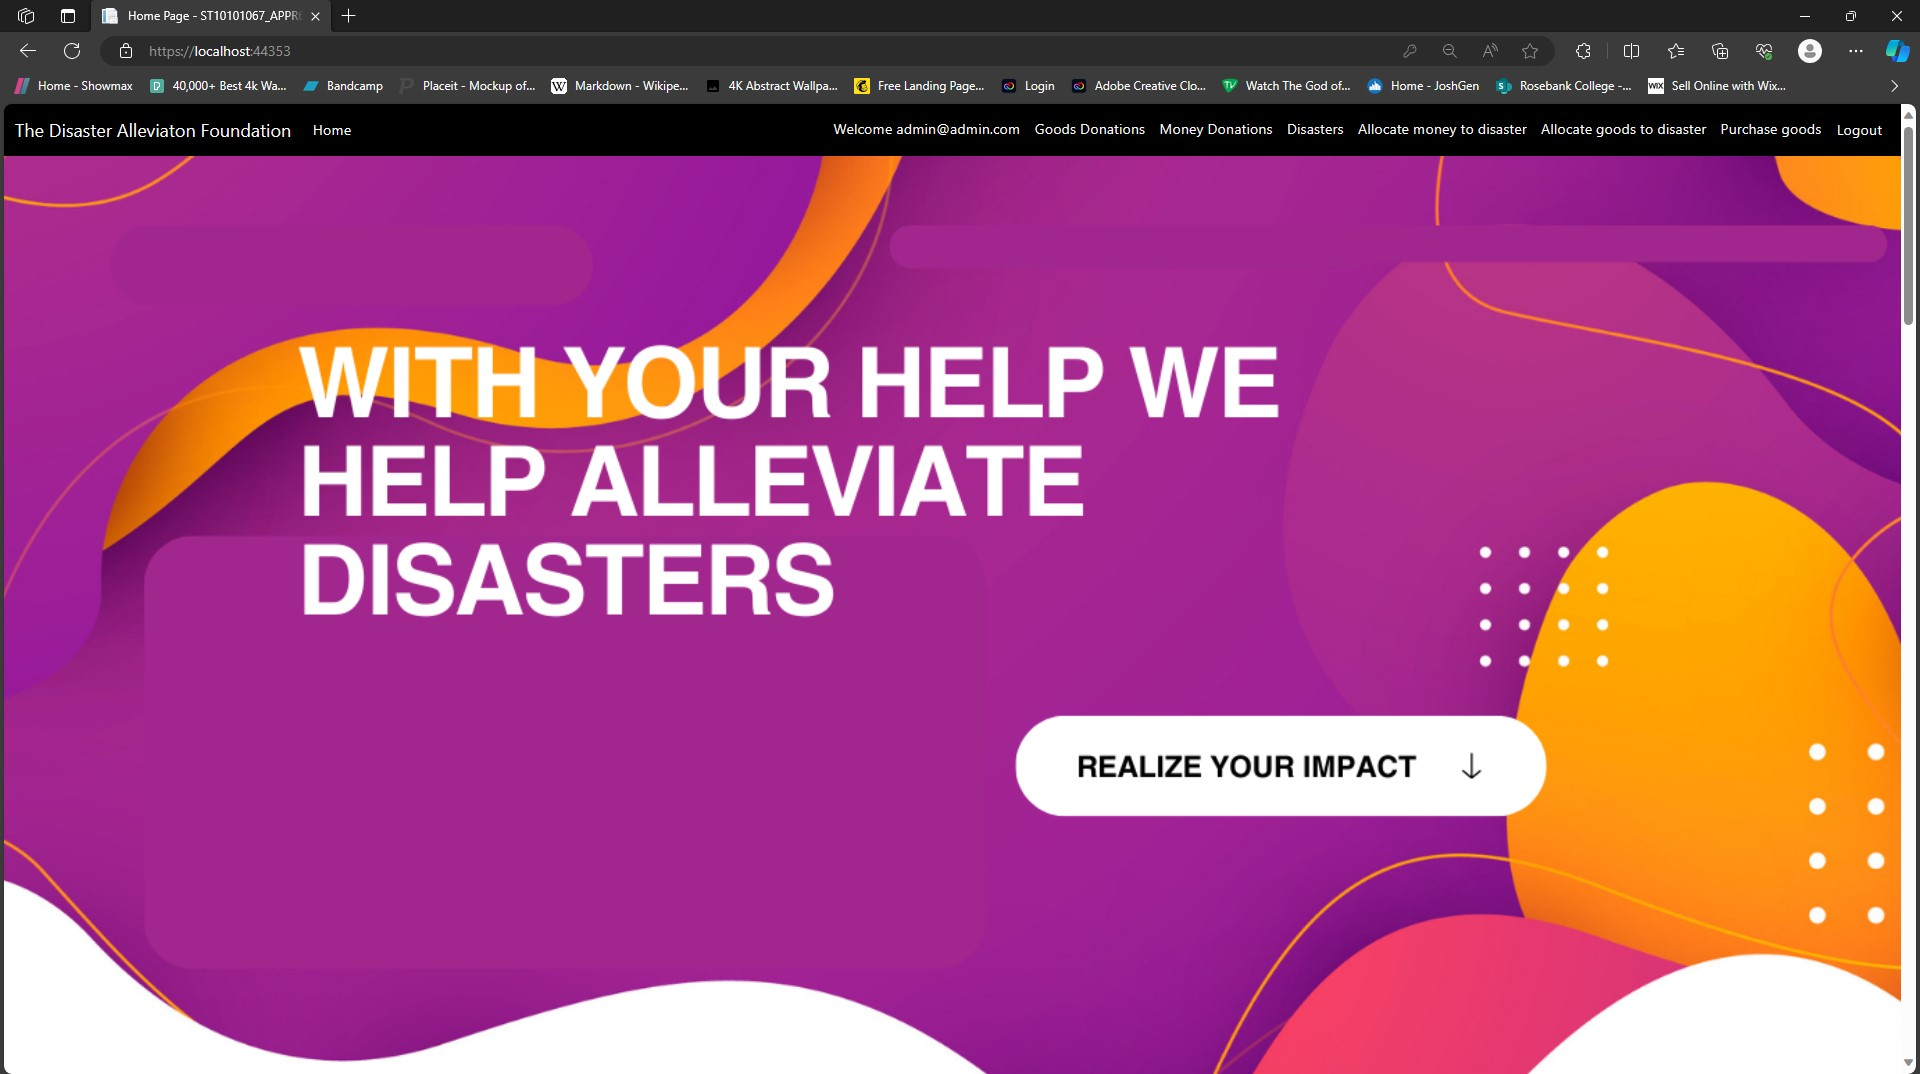 Home Page - ST10101067_APPR
https://localhost:44353
Home - Showmax
40,000+ Best 4k Wa...
Bandcamp
Placeit - Mockup of...
Markdown - Wikipe...
4K Abstract Wallpa...
Free Landing Page...
Login
Adobe Creative Clo...
Watch The God of...
Home - JoshGen
Rosebank College -...
Sell Online with Wix...
The Disaster Alleviaton Foundation
Home
Welcome admin@admin.com
Goods Donations
Money Donations
Disasters
Allocate money to disaster
Allocate goods to disaster
Purchase goods
Logout
WITH YOUR HELP WE
HELP ALLEVIATE
DISASTERS
REALIZE YOUR IMPACT